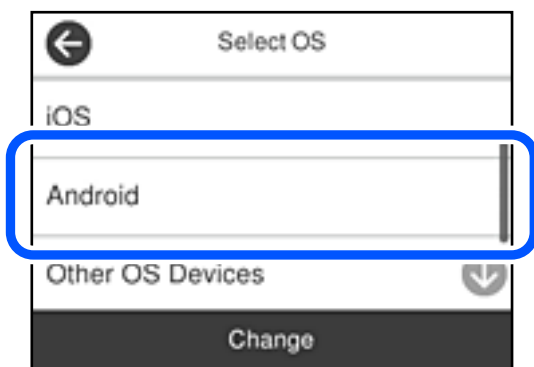 Select OS
iOS
Android
Other OS Devices
Change